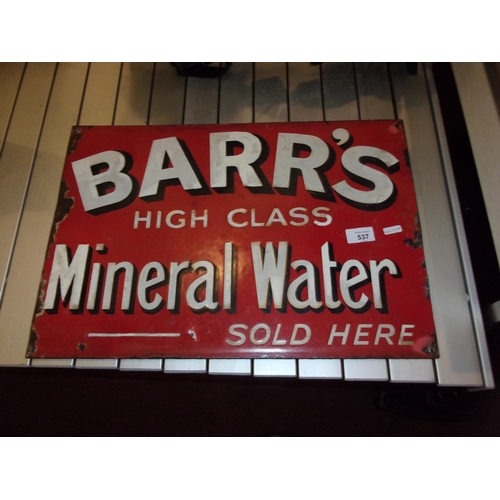 BARR'S
HIGH CLASS
537
Mineral Water
SOLD HERE